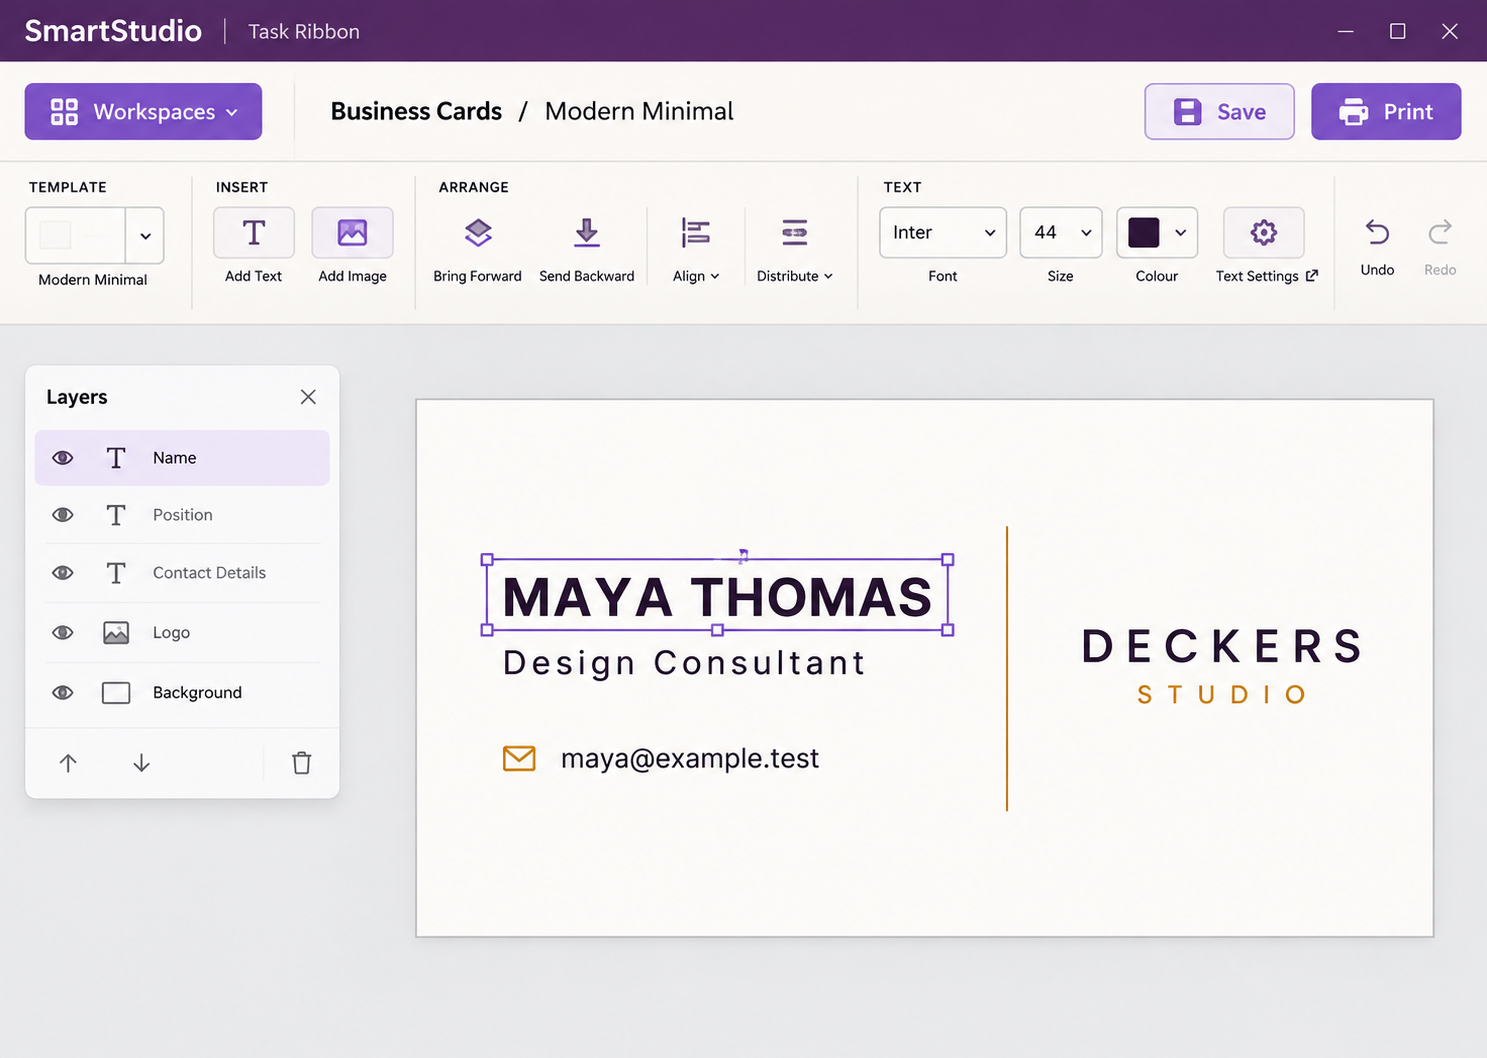 SmartStudio Task Ribbon
Workspaces Business Cards / Modern Minimal Save Print
TEMPLATE INSERT ARRANGE TEXT
Inter 44
Modern Minimal Add Text Add Image Bring Forward Send Backward Align Distribute Font Size Colour Text Settings Undo Redo
Layers
Name
Position
Contact Details
Logo
Background
MAYA THOMAS
Design Consultant
maya@example.test
DECKERS
STUDIO